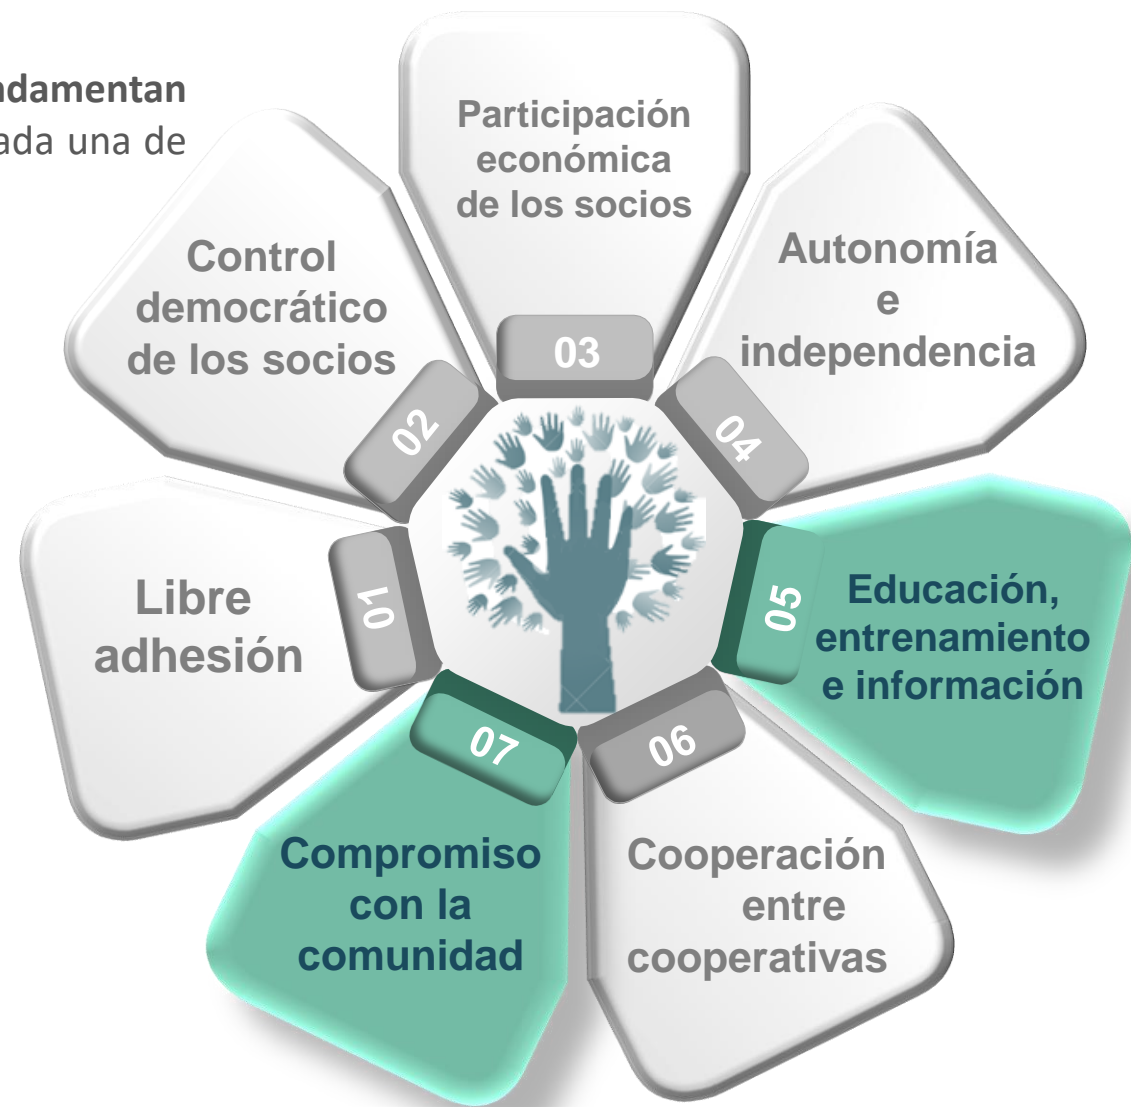 ndamentan
ada una de
Participación
económica
de los socios
03
Control
democrático
de los socios
02
Autonomía
e
independencia
04
Libre
adhesión
01
Educación,
entrenamiento
e información
05
Compromiso
con la
comunidad
07
Cooperación
entre
cooperativas
06